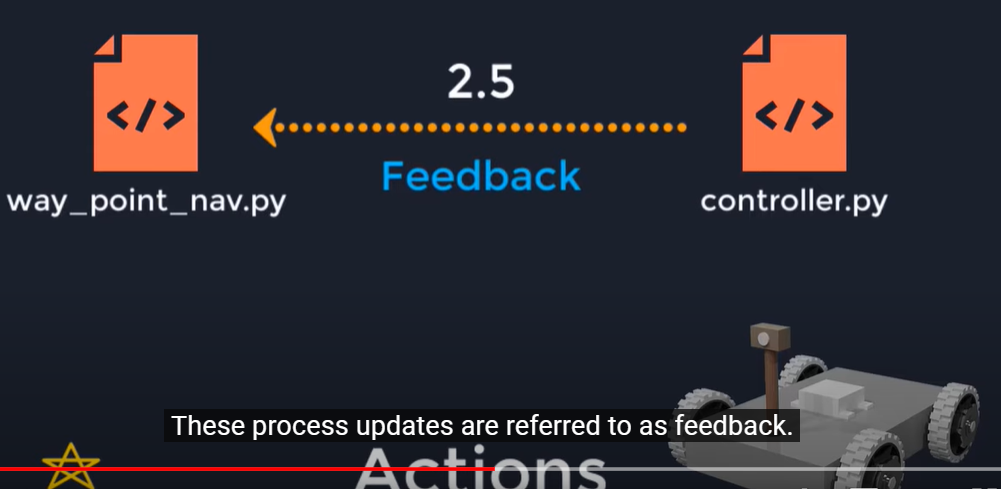 2.5
</>
</>
Feedback
way_point_nav.py
controller.py
These process updates are referred to as feedback.
Actions